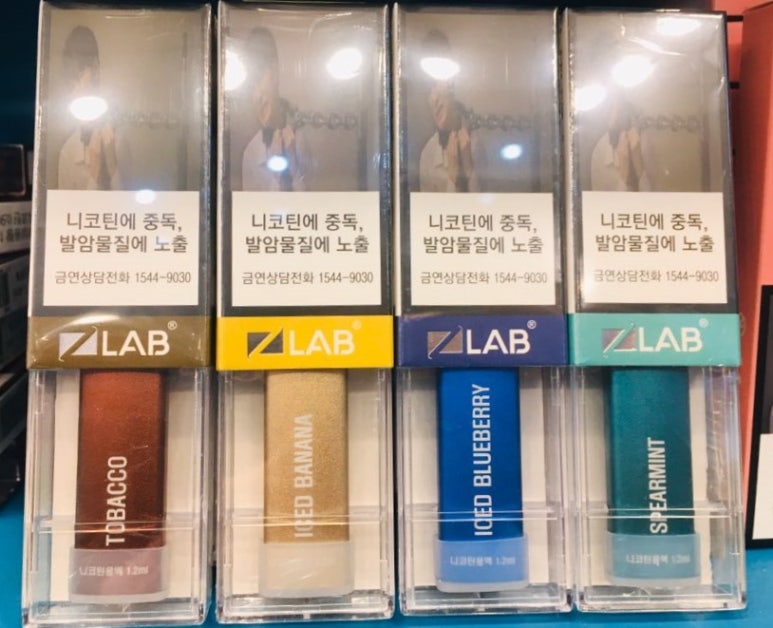 니코틴에 중독,
발암물질에 노출
금연상담전화 1544-9030
ZLAB®
TOBACCO
니코틴용액 1.2ml
니코틴에 중독,
발암물질에 노출
금연상담전화 1544-9030
ZLAB®
ICED BANANA
니코틴에 중독,
발암물질에 노출
금연상담전화 1544-9030
ZLAB®
ICED BLUEBERRY
니코틴용액 1.2ml
니코틴에 중독,
발암물질에 노출
금연상담전화 1544-9030
ZLAB®
SPEARMINT
니코틴용액 1.2ml